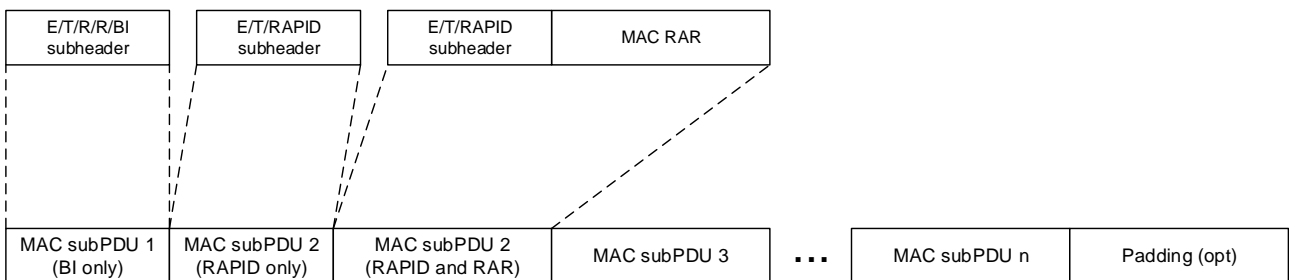 E/T/R/R/BI
subheader
E/T/RAPID
subheader
E/T/RAPID
subheader
MAC RAR
MAC subPDU 1
(BI only)
MAC subPDU 2
(RAPID only)
MAC subPDU 2
(RAPID and RAR)
MAC subPDU 3
...
MAC subPDU n
Padding (opt)